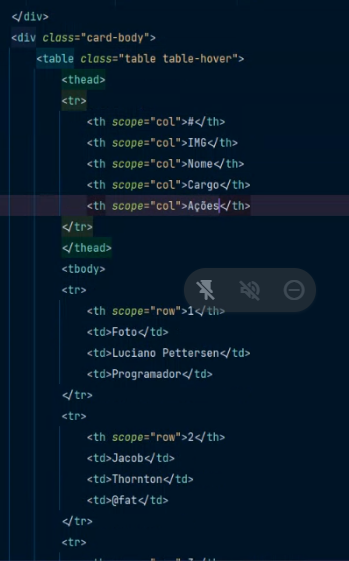 </div>
<div class="card-body">
<table class="table table-hover">
<thead>
<tr>
<th scope="col">#</th>
<th scope="col">IMG</th>
<th scope="col">Nome</th>
<th scope="col">Cargo</th>
<th scope="col">Ações</th>
</tr>
</thead>
<tbody>
<tr>
<th scope="row">1</th>
<td>Foto</td>
<td>Luciano Pettersen</td>
<td>Programador</td>
</tr>
<tr>
<th scope="row">2</th>
<td>Jacob</td>
<td>Thornton</td>
<td>@fat</td>
</tr>
<tr>